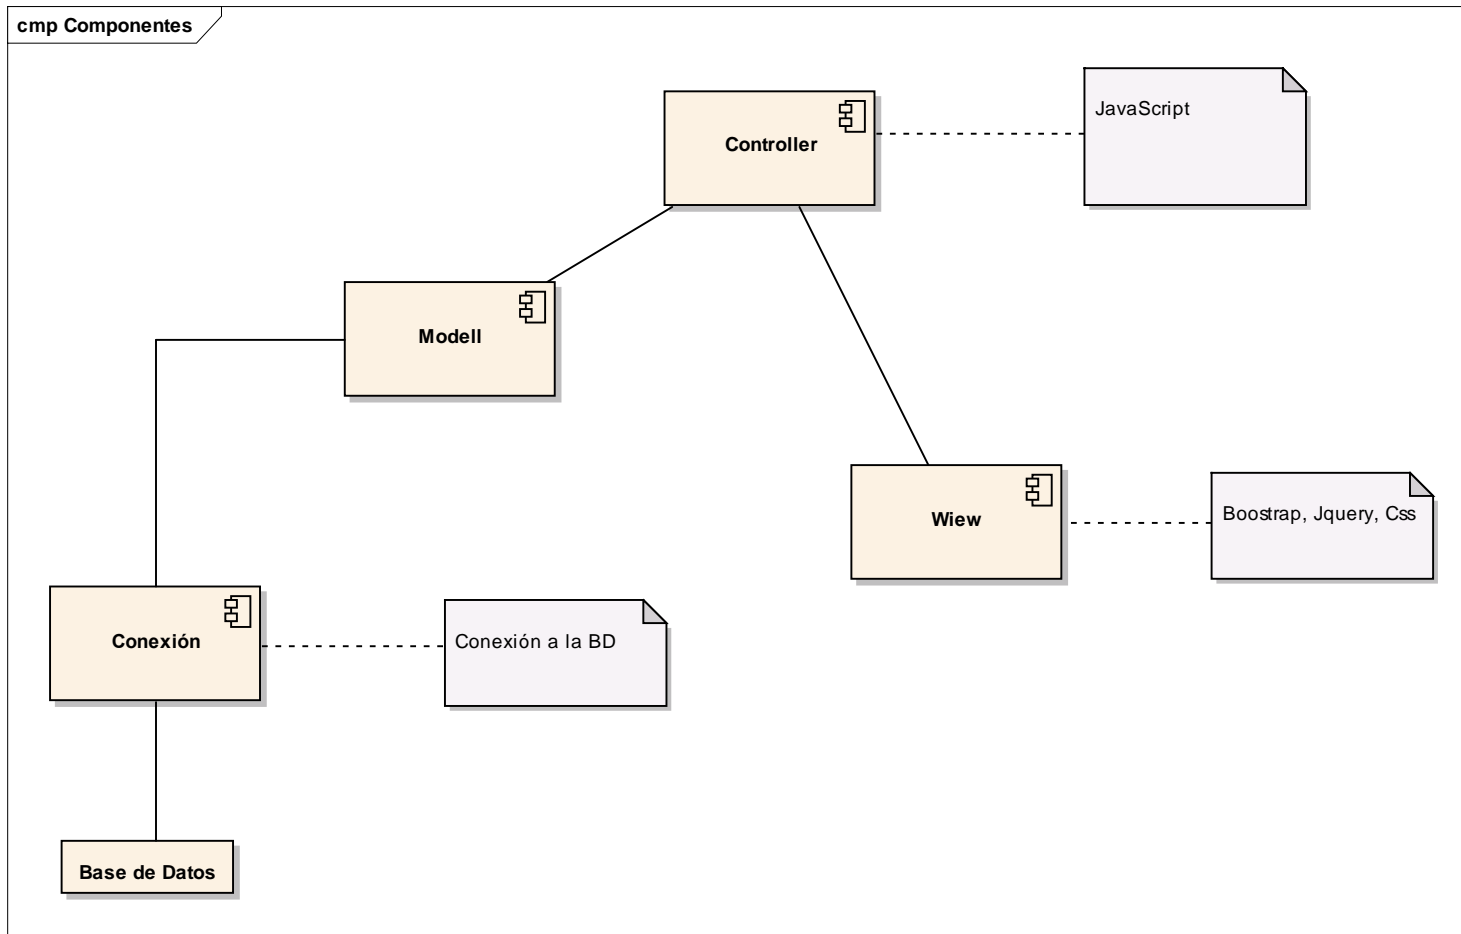 cmp Componentes
Controller
JavaScript
Modell
Wiew
Boostrap, Jquery, Css
Conexión
Conexión a la BD
Base de Datos